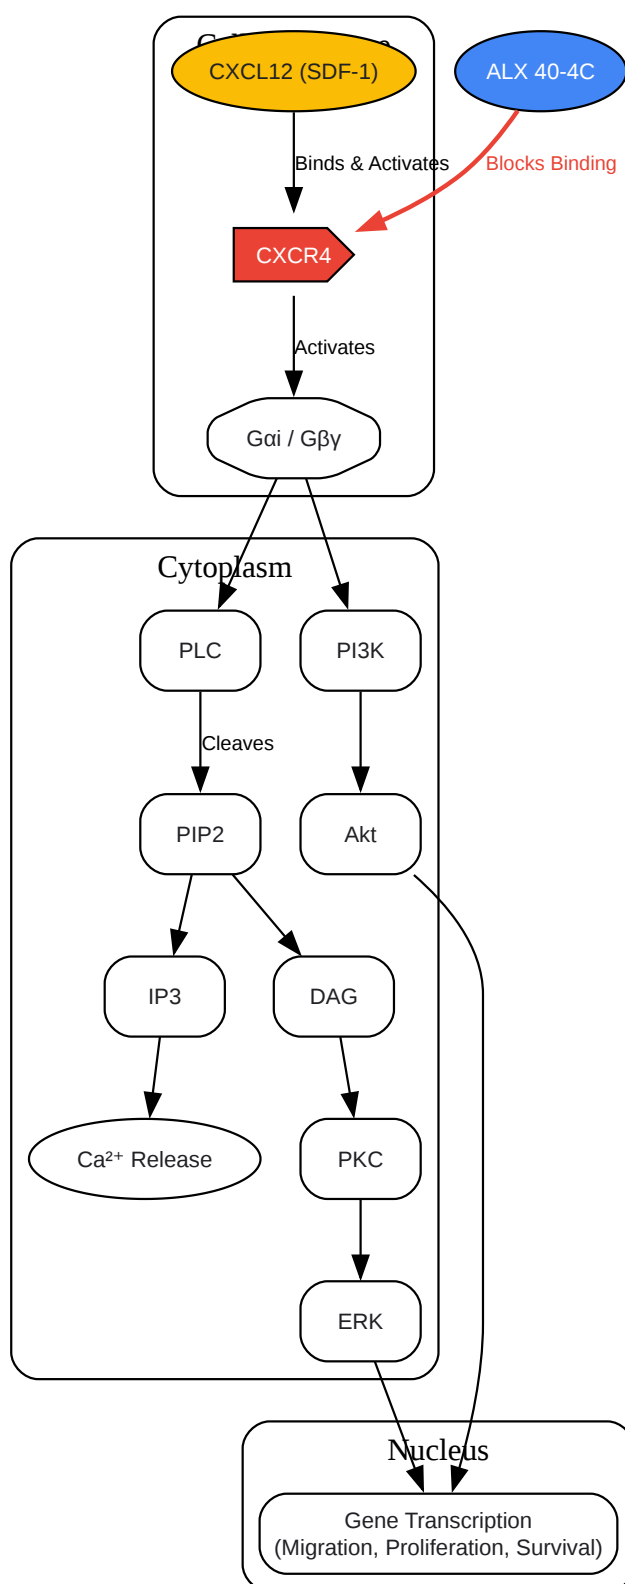 CXCL12 (SDF-1)
ALX 40-4C
Binds & Activates
Blocks Binding
CXCR4
Activates
Gαi / Gβγ
Cytoplasm
PLC
PI3K
Cleaves
PIP2
Akt
IP3
DAG
Ca²⁺ Release
PKC
ERK
Nucleus
Gene Transcription
(Migration, Proliferation, Survival)